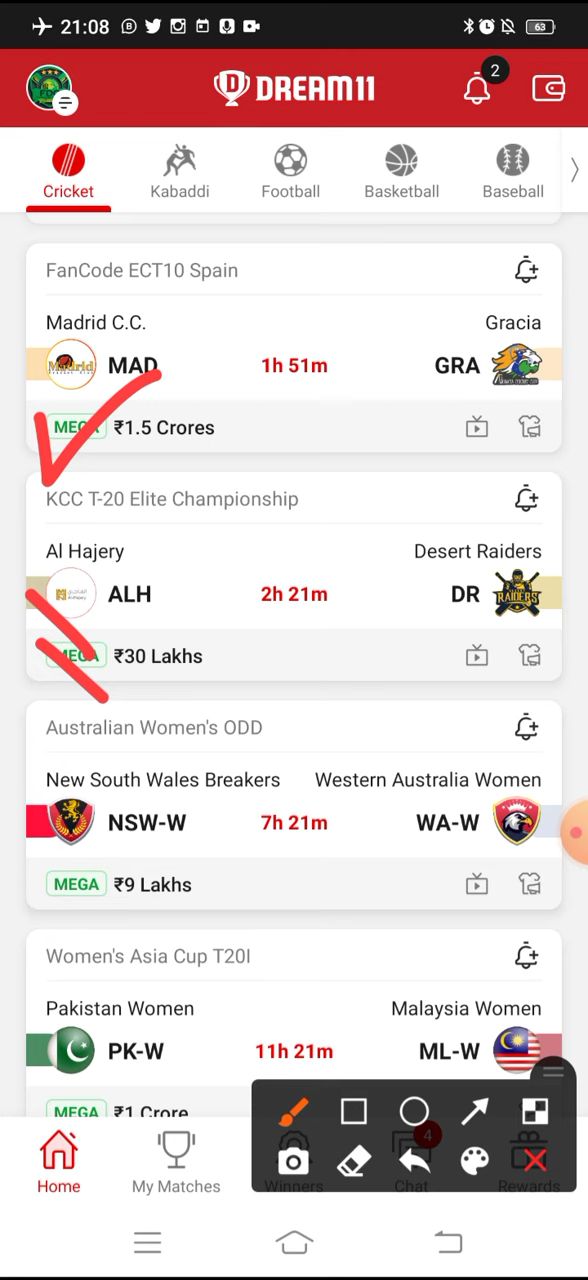 21:08
63
DREAM11
2
Cricket Kabaddi Football Basketball Baseball
FanCode ECT10 Spain
Madrid C.C. Gracia
MAD 1h 51m GRA
MEGA ₹1.5 Crores
KCC T-20 Elite Championship
Al Hajery Desert Raiders
ALH 2h 21m DR
RAIDERS
MEGA ₹30 Lakhs
Australian Women's ODD
New South Wales Breakers Western Australia Women
NSW-W 7h 21m WA-W
MEGA ₹9 Lakhs
Women's Asia Cup T20I
Pakistan Women Malaysia Women
PK-W 11h 21m ML-W
MEGA ₹1 Crore
4
Home My Matches Winners Chat Rewards